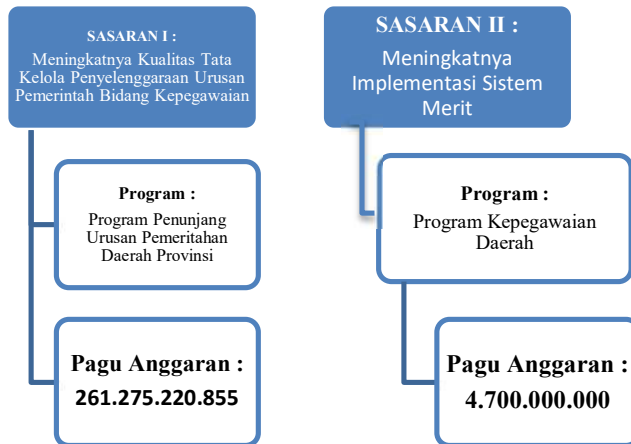 SASARAN I :
Meningkatnya Kualitas Tata
Kelola Penyelenggaraan Urusan
Pemerintah Bidang Kepegawaian
Program :
Program Penunjang
Urusan Pemeritahan
Daerah Provinsi
Pagu Anggaran :
261.275.220.855
SASARAN II :
Meningkatnya
Implementasi Sistem
Merit
Program :
Program Kepegawaian
Daerah
Pagu Anggaran :
4.700.000.000